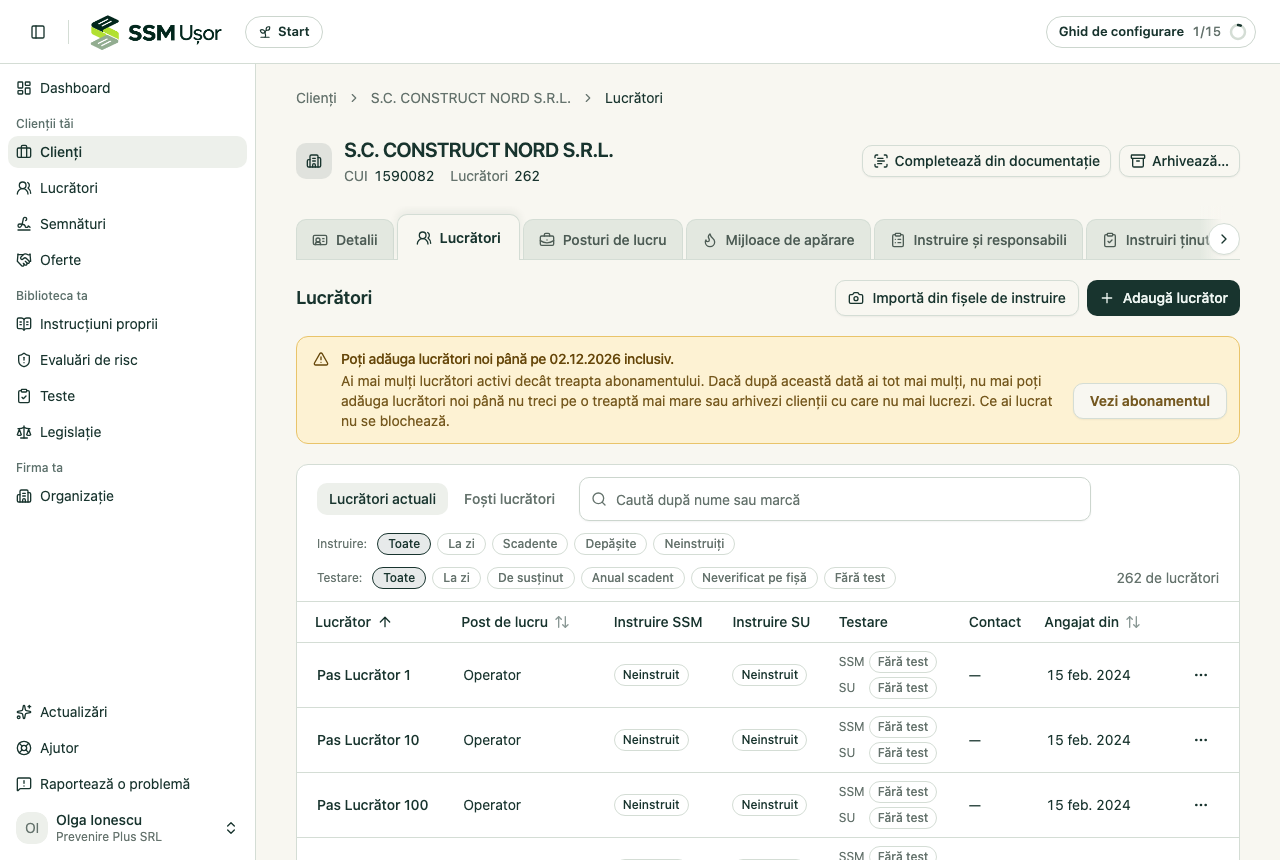 SSM Ușor
Start
Ghid de configurare 1/15
Dashboard
Clienții tăi
Clienți
Lucrători
Semnături
Oferte
Biblioteca ta
Instrucțiuni proprii
Evaluări de risc
Teste
Legislație
Firma ta
Organizație
Actualizări
Ajutor
Raportează o problemă
OI
Olga Ionescu
Prevenire Plus SRL
Clienți > S.C. CONSTRUCT NORD S.R.L. > Lucrători
S.C. CONSTRUCT NORD S.R.L.
CUI 1590082 Lucrători 262
Completează din documentație
Arhivează...
Detalii
Lucrători
Posturi de lucru
Mijloace de apărare
Instruire și responsabili
Instruiri ținut
Lucrători
Importă din fișele de instruire
Adaugă lucrător
Poți adăuga lucrători noi până pe 02.12.2026 inclusiv.
Ai mai mulți lucrători activi decât treapta abonamentului. Dacă după această dată ai tot mai mulți, nu mai poți
adăuga lucrători noi până nu treci pe o treaptă mai mare sau arhivezi clienții cu care nu mai lucrezi. Ce ai lucrat
nu se blochează.
Vezi abonamentul
Lucrători actuali
Foști lucrători
Caută după nume sau marcă
Instruire: Toate La zi Scadente Depășite Neinstruiți
Testare: Toate La zi De susținut Anual scadent Neverificat pe fișă Fără test
262 de lucrători
Lucrător Post de lucru Instruire SSM Instruire SU Testare Contact Angajat din
Pas Lucrător 1 Operator Neinstruit Neinstruit SSM Fără test — 15 feb. 2024 ...
SU Fără test
Pas Lucrător 10 Operator Neinstruit Neinstruit SSM Fără test — 15 feb. 2024 ...
SU Fără test
Pas Lucrător 100 Operator Neinstruit Neinstruit SSM Fără test — 15 feb. 2024 ...
SU Fără test
SSM Fără test